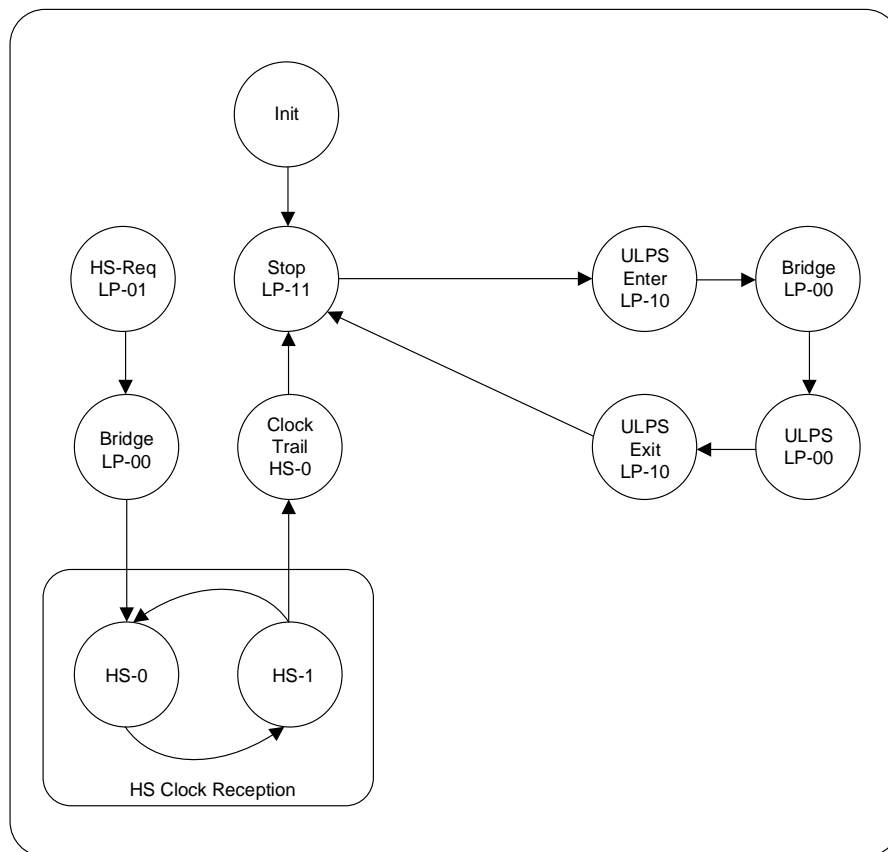 Init
HS-Req
LP-01
Stop
LP-11
ULPS
Enter
LP-10
Bridge
LP-00
Bridge
LP-00
Clock
Trail
HS-0
ULPS
Exit
LP-10
ULPS
LP-00
HS-0
HS-1
HS Clock Reception